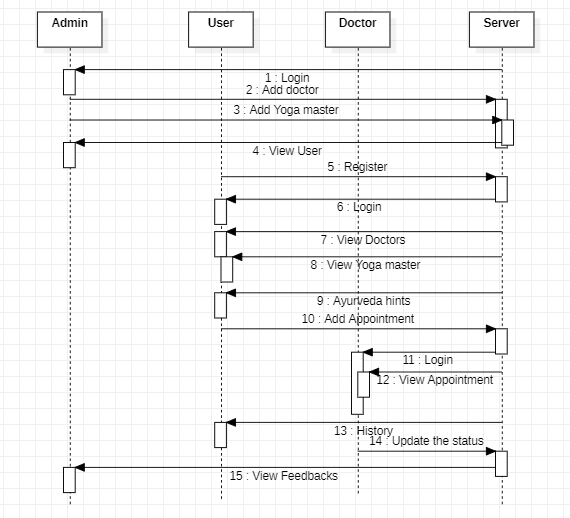 Admin
User
Doctor
Server
1 : Login
2 : Add doctor
3 : Add Yoga master
4 : View User
5 : Register
6 : Login
7 : View Doctors
8 : View Yoga master
9 : Ayurveda hints
10 : Add Appointment
11 : Login
12 : View Appointment
13 : History
14 : Update the status
15 : View Feedbacks